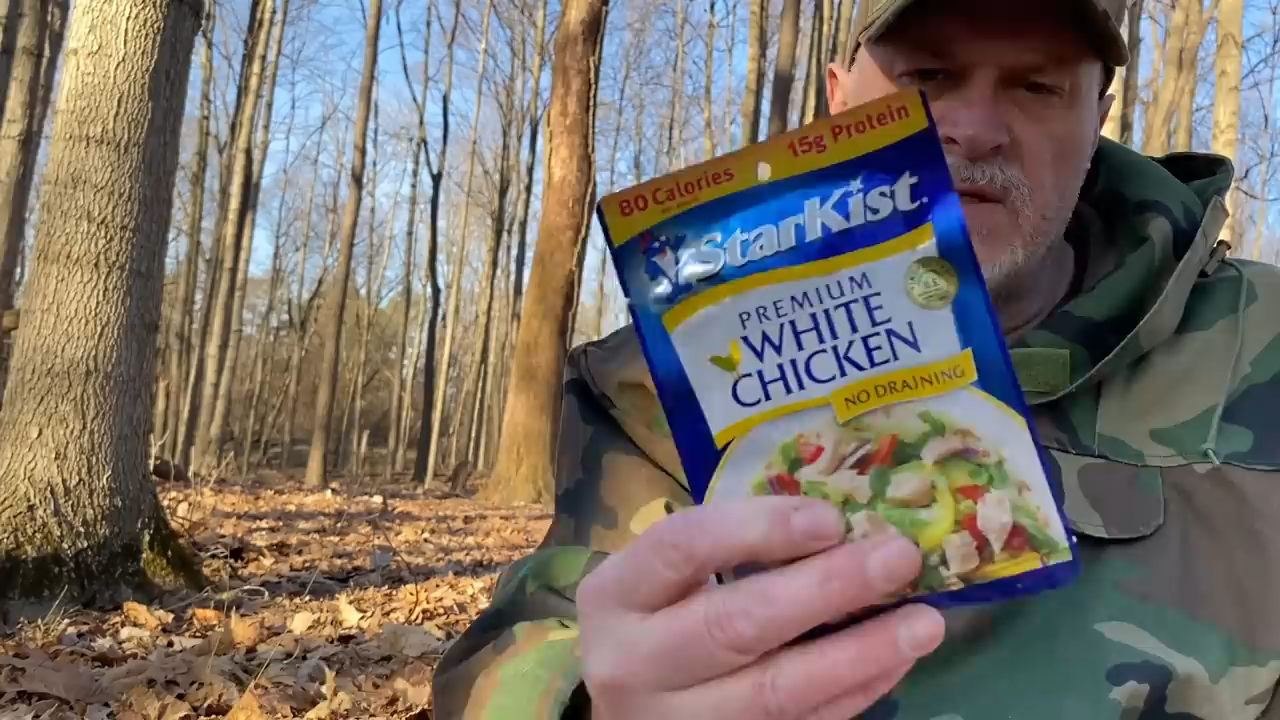 80 Calories 15g Protein
StarKist
PREMIUM
WHITE
CHICKEN
NO DRAINING